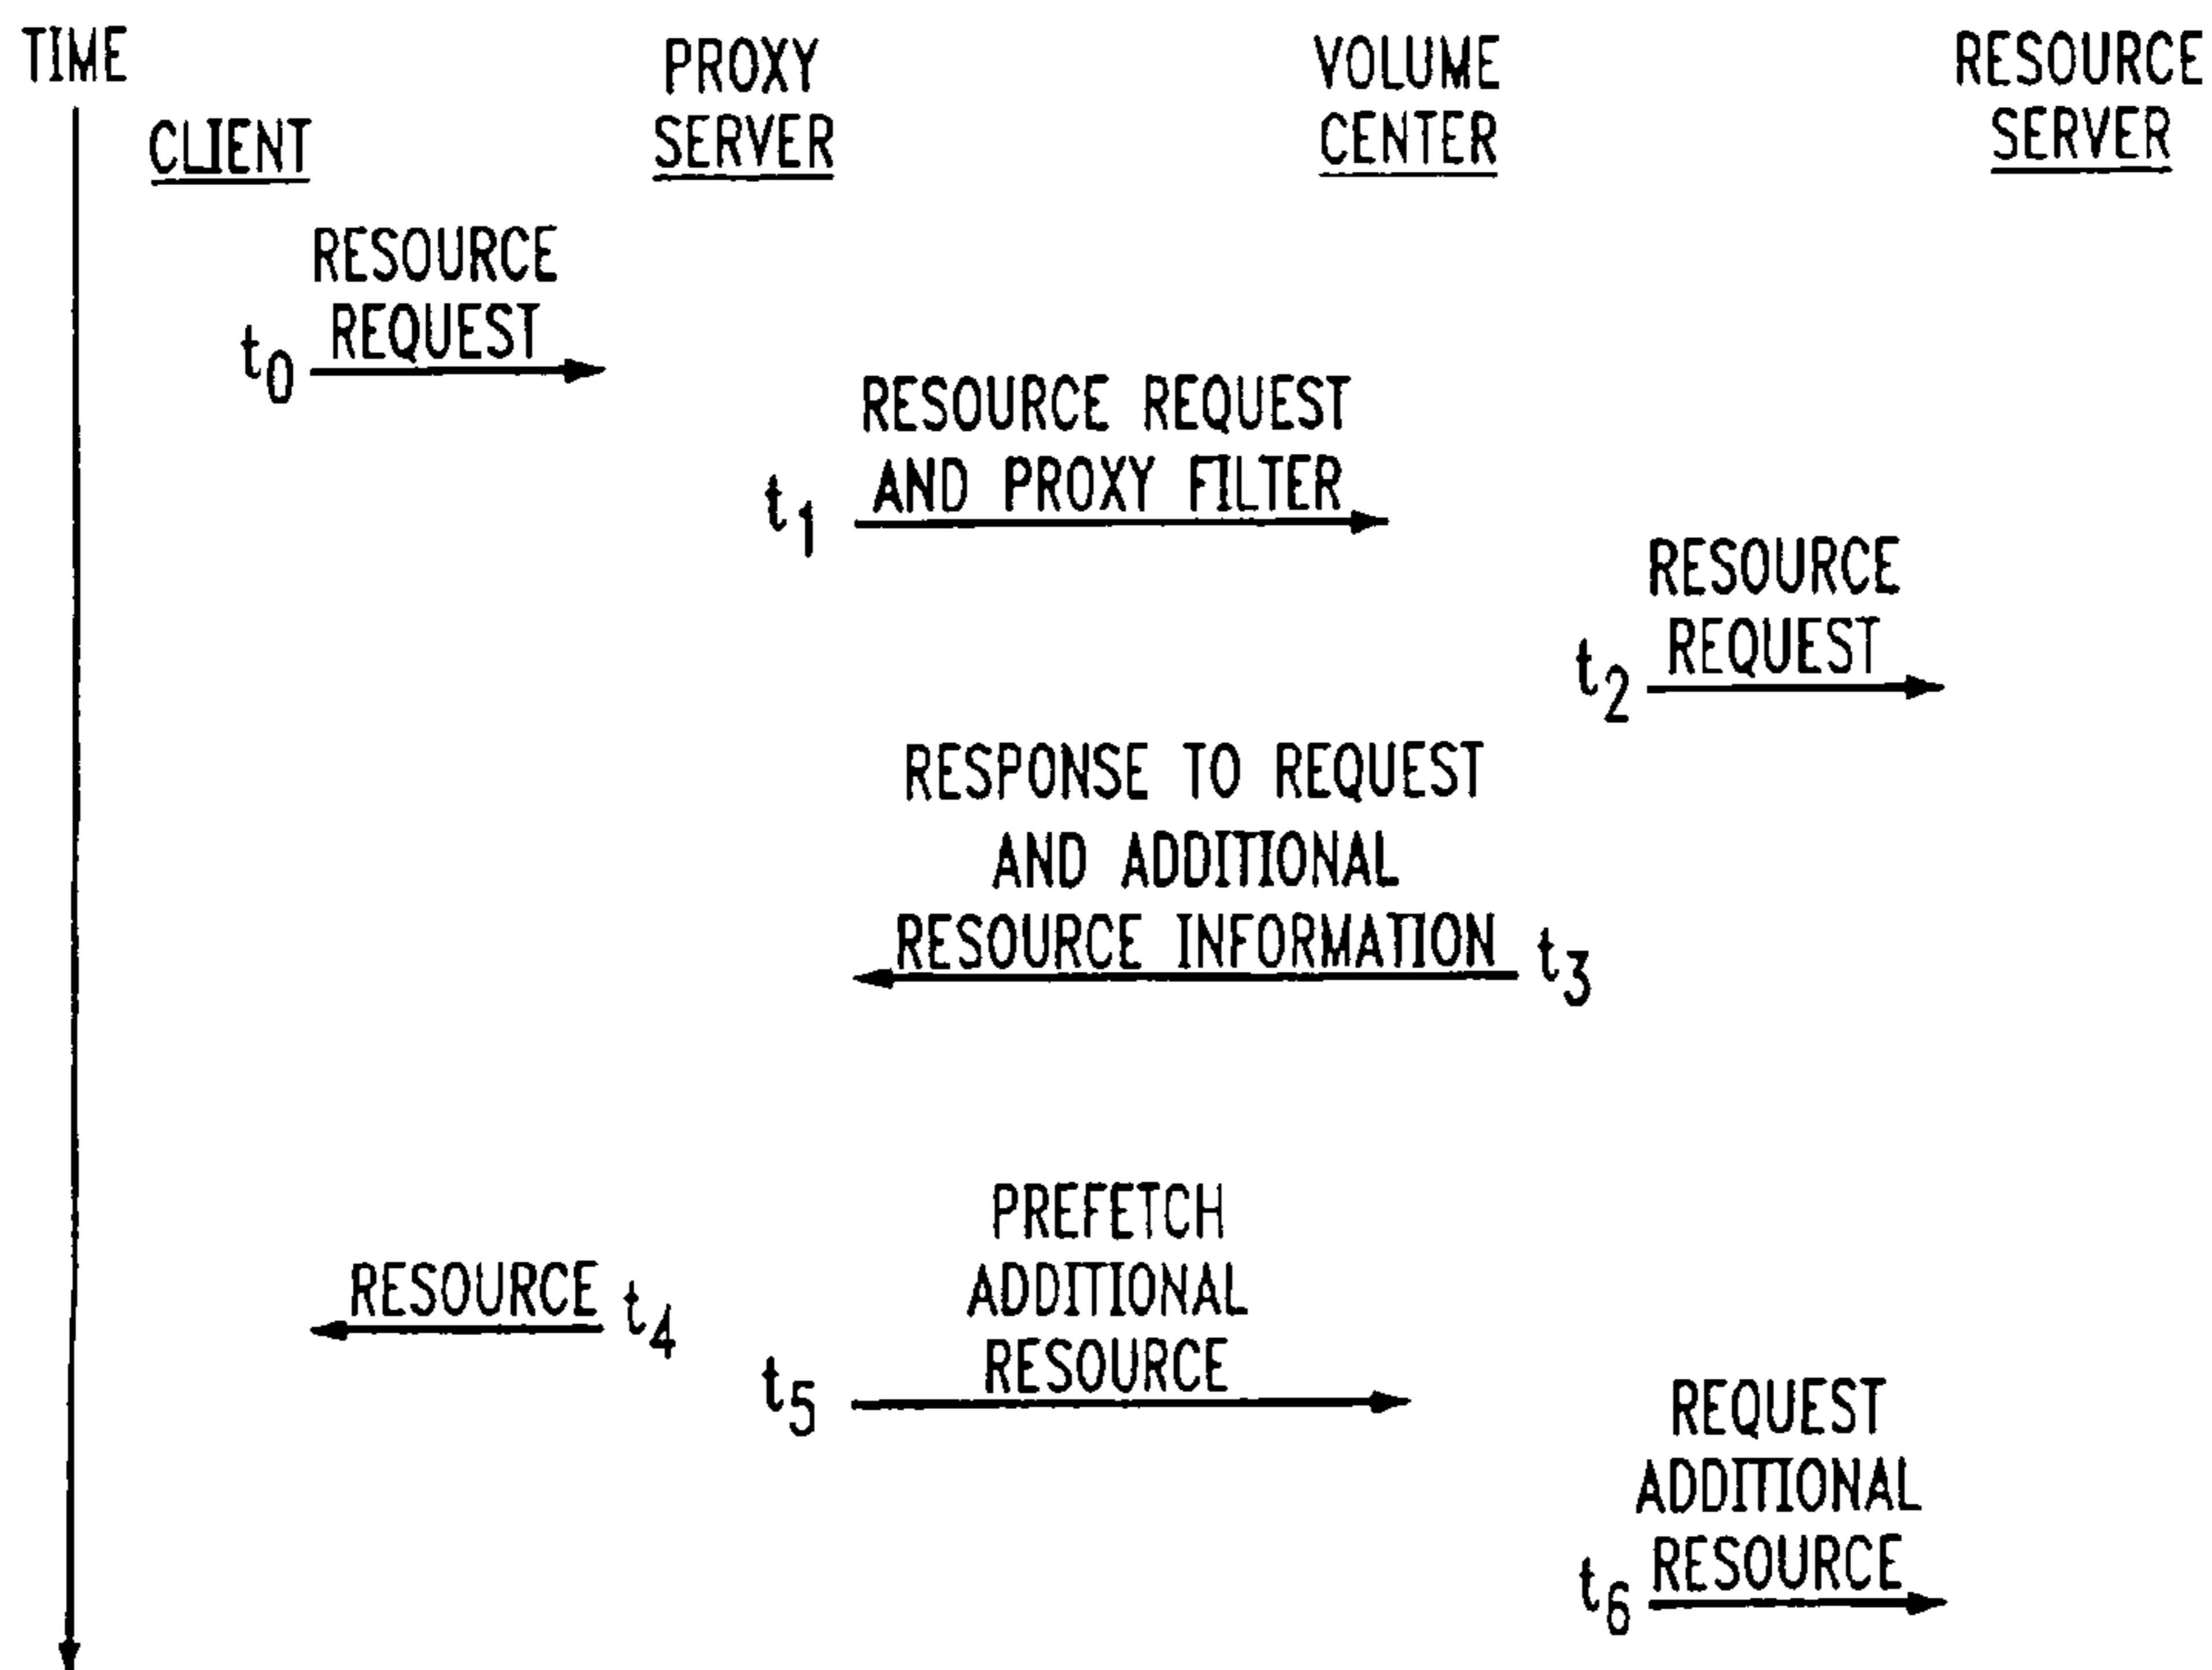 TIME
CLIENT
PROXY
SERVER
VOLUME
CENTER
RESOURCE
SERVER
RESOURCE
REQUEST
t0
RESOURCE REQUEST
AND PROXY FILTER
t1
RESOURCE
REQUEST
t2
RESPONSE TO REQUEST
AND ADDITIONAL
RESOURCE INFORMATION
t3
RESOURCE
t4
PREFETCH
ADDITIONAL
RESOURCE
t5
REQUEST
ADDITIONAL
RESOURCE
t6